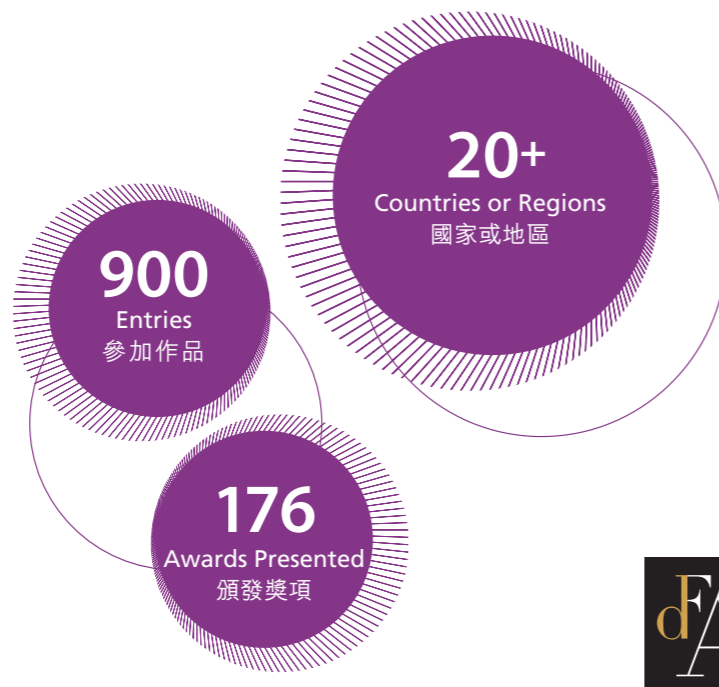 20+
Countries or Regions
國家或地區
900
Entries
參加作品
176
Awards Presented
頒發獎項
dFA